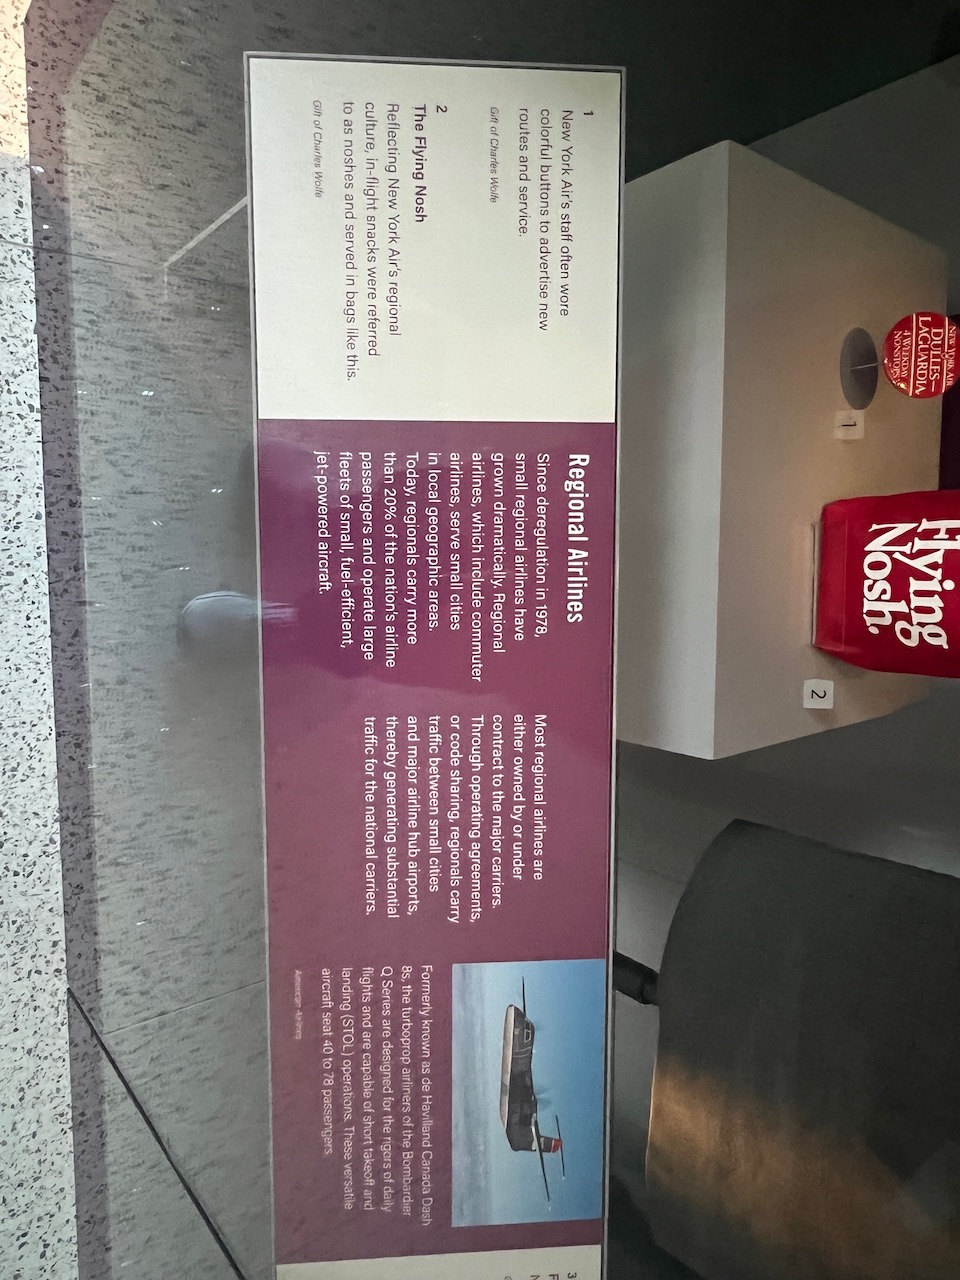 1
New York Air's staff often wore
colorful buttons to advertise new
routes and service.
Gift of Charles Wolfe
2
The Flying Nosh
Reflecting New York Air's regional
culture, in-flight snacks were referred
to as noshes and served in bags like this.
Gift of Charles Wolfe
Regional Airlines
Since deregulation in 1978,
small regional airlines have
grown dramatically. Regional
airlines, which include commuter
airlines, serve small cities
in local geographic areas.
Today, regionals carry more
than 20% of the nation's airline
passengers and operate large
fleets of small, fuel-efficient,
jet-powered aircraft.
Most regional airlines are
either owned by or under
contract to the major carriers.
Through operating agreements,
or code sharing, regionals carry
traffic between small cities
and major airline hub airports,
thereby generating substantial
traffic for the national carriers.
Formerly known as de Havilland Canada Dash
8s, the turboprop airliners of the Bombardier
Q Series are designed for the rigors of daily
flights and are capable of short takeoff and
landing (STOL) operations. These versatile
aircraft seat 40 to 78 passengers.
American Airlines
3
NEW YORK AIR
DULLES–
LAGUARDIA
4 WEEKDAY
NONSTOPS!
1
Flying
Nosh.
2